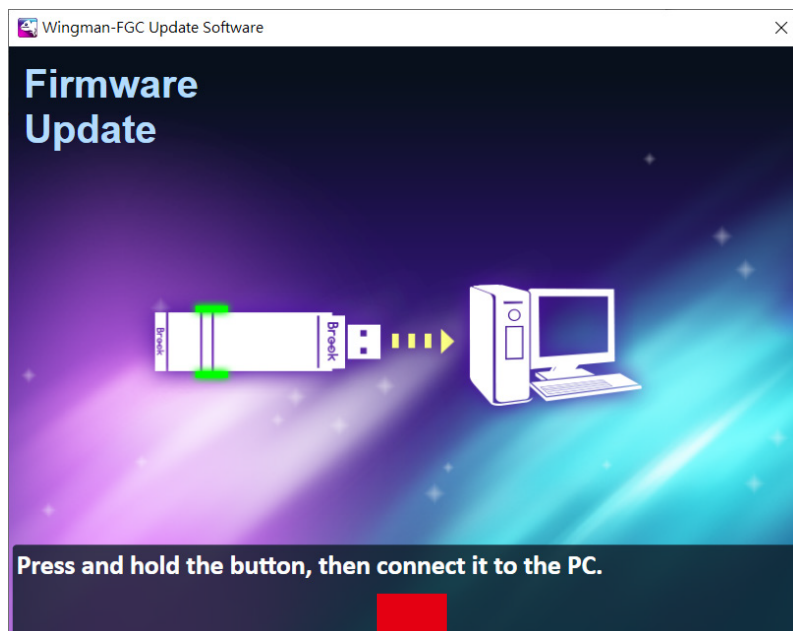 Wingman-FGC Update Software
Firmware
Update
Brook
Brook
Press and hold the button, then connect it to the PC.